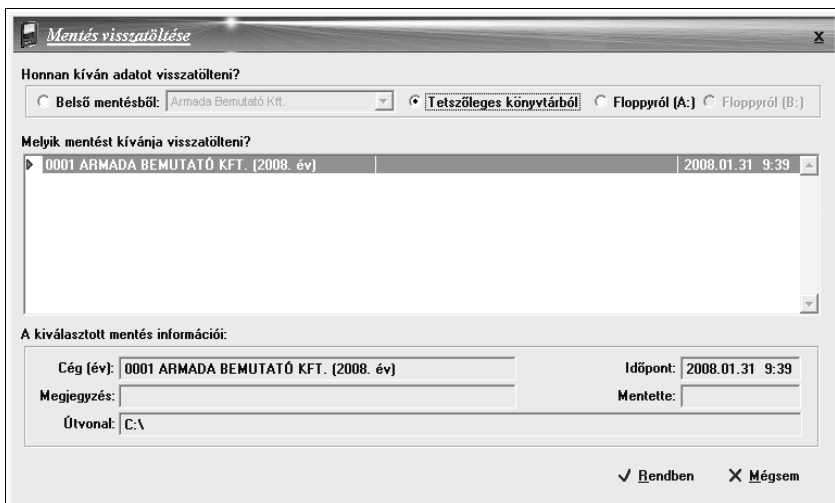 Mentés visszatöltése x
Honnan kíván adatot visszatölteni?
Belső mentésből: Armada Bemutató Kft. Tetszőleges könyvtárból Floppyról (A:) Floppyról (B:)
Melyik mentést kívánja visszatölteni?
0001 ARMADA BEMUTATÓ KFT. (2008. év) 2008.01.31 9:39
A kiválasztott mentés információi:
Cég (év): 0001 ARMADA BEMUTATÓ KFT. (2008. év) Időpont: 2008.01.31 9:39
Megjegyzés: Mentette:
Útvonal: C:\
Rendben Mégsem